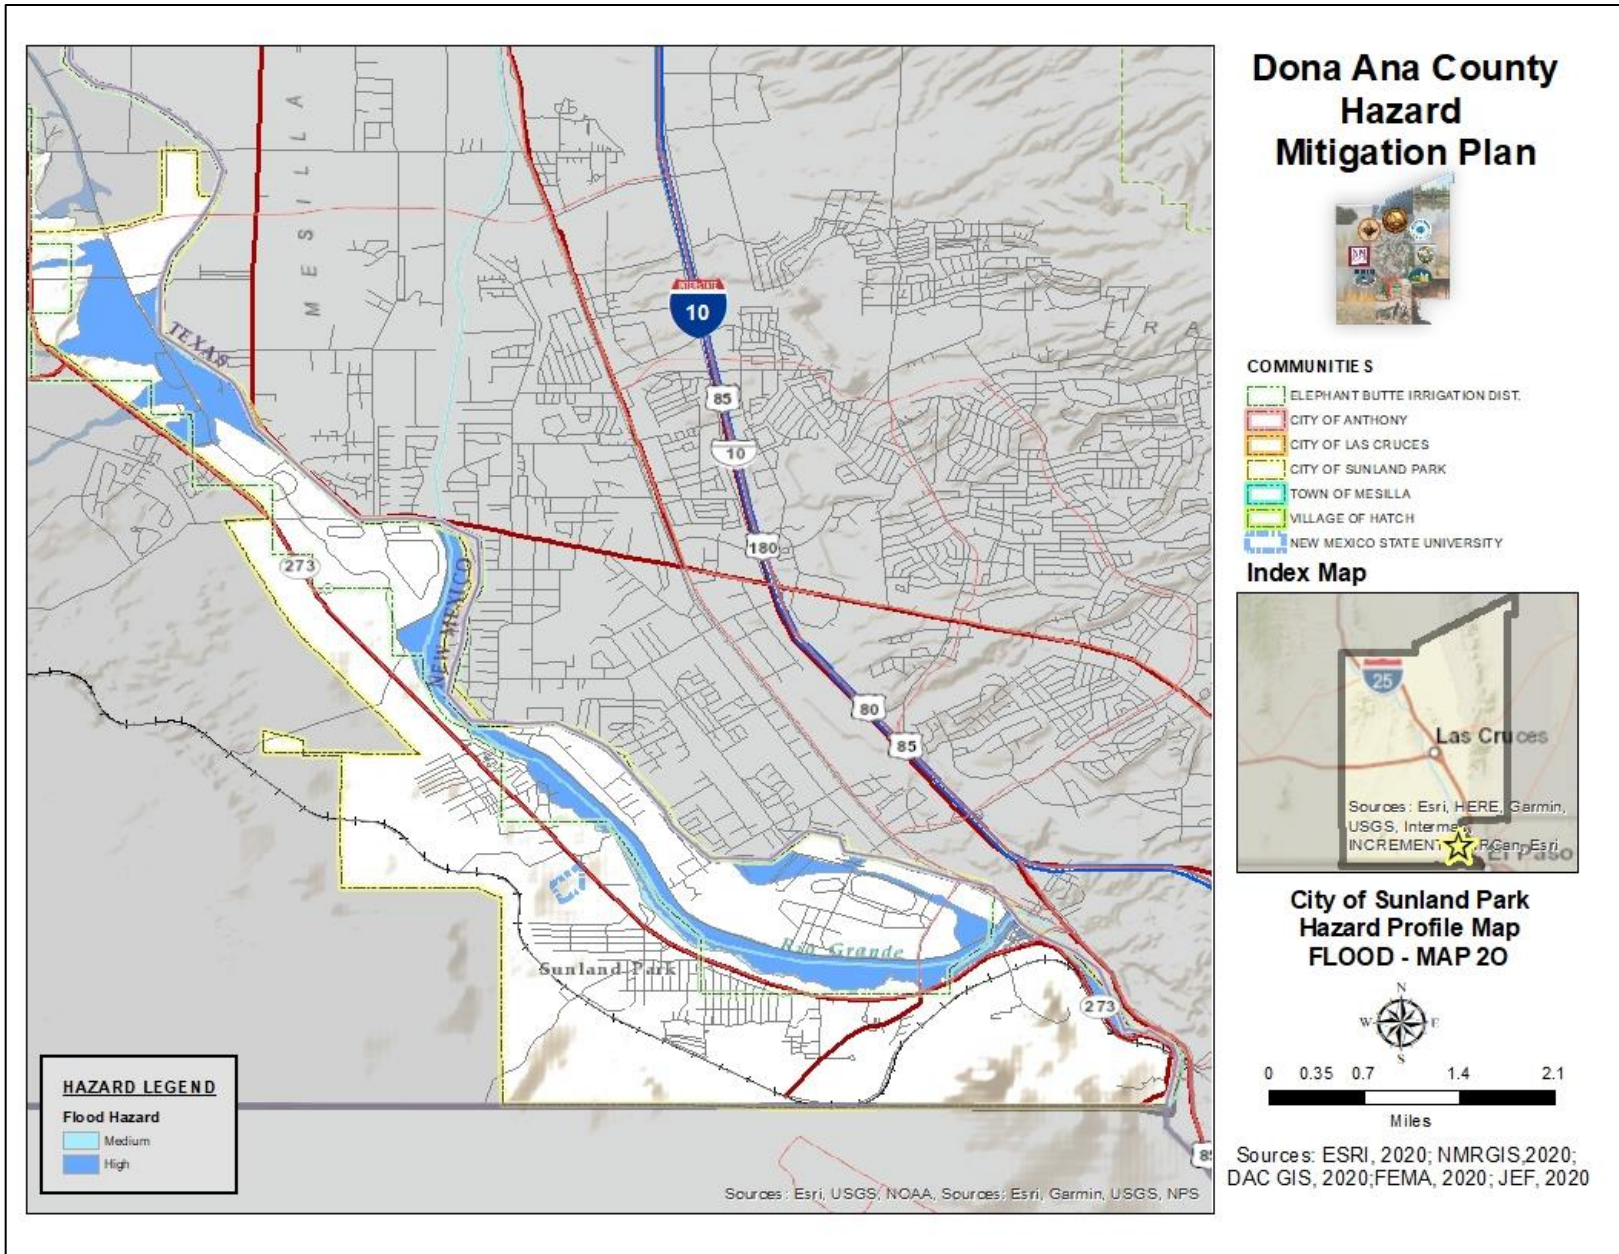 Dona Ana County
Hazard
Mitigation Plan
COMMUNITIES
ELEPHANT BUTTE IRRIGATION DIST.
CITY OF ANTHONY
CITY OF LAS CRUCES
CITY OF SUNLAND PARK
TOWN OF MESILLA
VILLAGE OF HATCH
NEW MEXICO STATE UNIVERSITY
Index Map
25
Las Cruces
Sources: Esri, HERE, Garmin,
USGS, Interma
INCREMENT
RCan, Esri
El Paso
City of Sunland Park
Hazard Profile Map
FLOOD - MAP 2O
N
W E
S
0 0.35 0.7 1.4 2.1
Miles
Sources: ESRI, 2020; NMRGIS,2020;
DAC GIS, 2020;FEMA, 2020; JEF, 2020
MESILLA
10
TEXAS
85
10
180
273
NEW MEXICO
80
85
Rio Grande
Sunland Park
273
HAZARD LEGEND
Flood Hazard
Medium
High
Sources: Esri, USGS, NOAA, Sources: Esri, Garmin, USGS, NPS